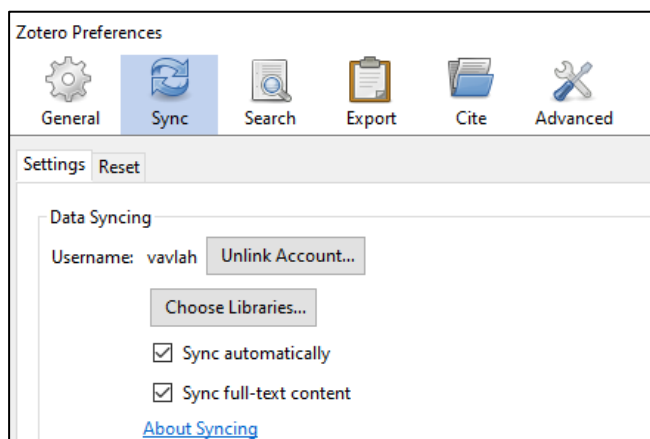 Zotero Preferences
General Sync Search Export Cite Advanced
Settings Reset
Data Syncing
Username: vavlah Unlink Account...
Choose Libraries...
Sync automatically
Sync full-text content
About Syncing